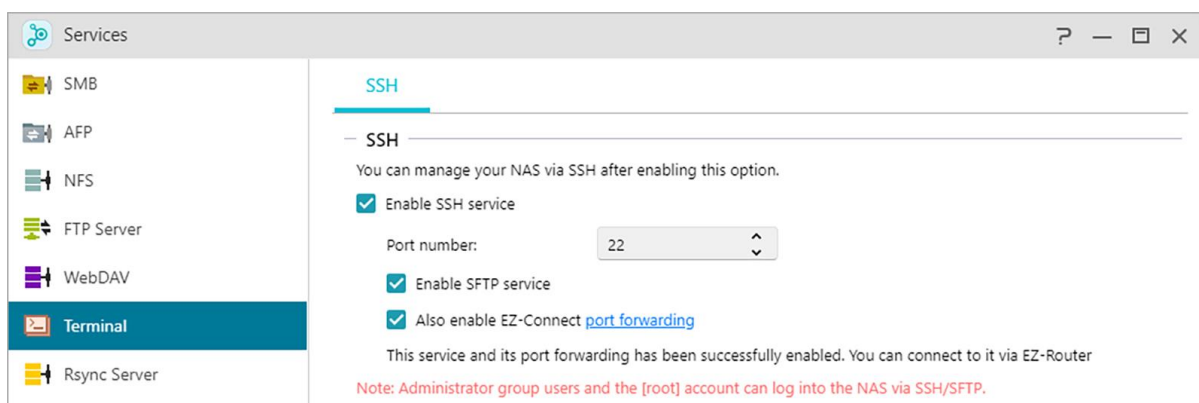 Services
SMB
AFP
NFS
FTP Server
WebDAV
Terminal
Rsync Server
SSH
SSH
You can manage your NAS via SSH after enabling this option.
Enable SSH service
Port number: 22
Enable SFTP service
Also enable EZ-Connect port forwarding
This service and its port forwarding has been successfully enabled. You can connect to it via EZ-Router
Note: Administrator group users and the [root] account can log into the NAS via SSH/SFTP.